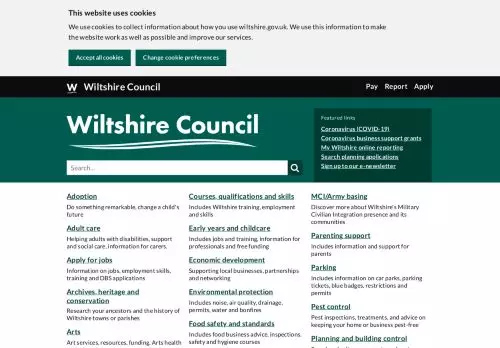 This website uses cookies
We use cookies to collect information about how you use wiltshire.gov.uk. We use this information to make
the website work as well as possible and improve our services.
Accept all cookies
Change cookie preferences
W Wiltshire Council
Pay Report Apply
Wiltshire Council
Search...
Featured links
Coronavirus (COVID-19)
Coronavirus business support grants
My Wiltshire online reporting
Search planning applications
Sign up to our e-newsletter
Adoption
Do something remarkable, change a child's
future
Adult care
Helping adults with disabilities, support
and social care, information for carers.
Apply for jobs
Information on jobs, employment skills,
training and DBS applications
Archives, heritage and
conservation
Research your ancestors and the history of
Wiltshire towns or parishes
Arts
Art services, resources, funding, Arts health
Courses, qualifications and skills
Includes Wiltshire training, employment
and skills
Early years and childcare
Includes jobs and training, information for
professionals and free funding
Economic development
Supporting local businesses, partnerships
and networking
Environmental protection
Includes noise, air quality, drainage,
permits, water and bonfires
Food safety and standards
Includes food business advice, inspections,
safety and hygiene courses
MCI/Army basing
Discover more about Wiltshire's Military
Civilian Integration presence and its
communities
Parenting support
Includes information and support for
parents
Parking
Includes information on car parks, parking
tickets, blue badges, restrictions and
permits
Pest control
Pest inspections, treatments, and advice on
keeping your home or business pest-free
Planning and building control